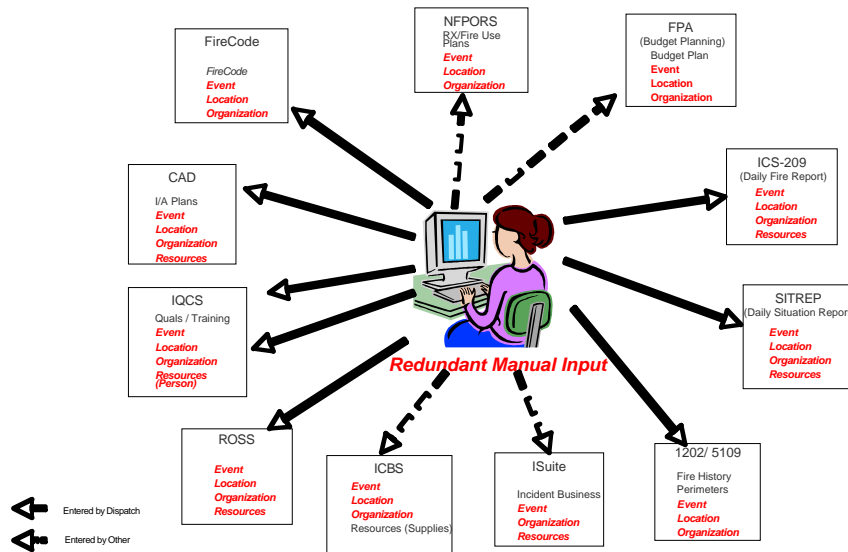 FireCode
FireCode
Event
Location
Organization
NFPORS
RX/Fire Use
Plans
Event
Location
Organization
FPA
(Budget Planning)
Budget Plan
Event
Location
Organization
CAD
I/A Plans
Event
Location
Organization
Resources
ICS-209
(Daily Fire Report)
Event
Location
Organization
Resources
IQCS
Quals / Training
Event
Location
Organization
Resources
(Person)
SITREP
(Daily Situation Report
Event
Location
Organization
Resources
Redundant Manual Input
ROSS
Event
Location
Organization
Resources
ICBS
Event
Location
Organization
Resources (Supplies)
ISuite
Incident Business
Event
Organization
Resources
1202/ 5109
Fire History
Perimeters
Event
Location
Organization
Entered by Dispatch
Entered by Other